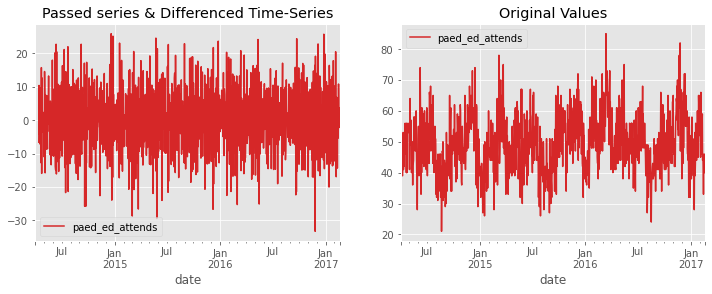 Passed series & Differenced Time-Series
20
10
0
−10
−20
−30
paed_ed_attends
Jul
Jan
2015
Jul
Jan
2016
Jul
Jan
2017
date
Original Values
paed_ed_attends
80
70
60
50
40
30
20
Jul
Jan
2015
Jul
Jan
2016
Jul
Jan
2017
date